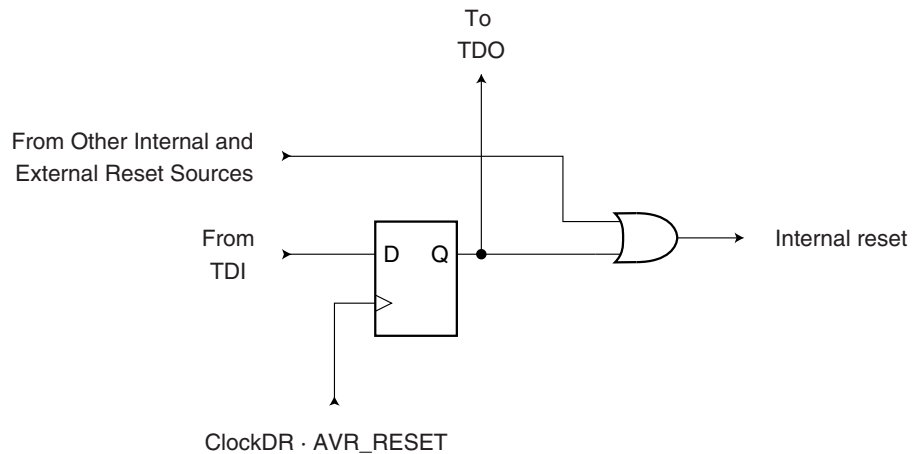 To
TDO
From Other Internal and
External Reset Sources
From
TDI
D Q
Internal reset
ClockDR · AVR_RESET